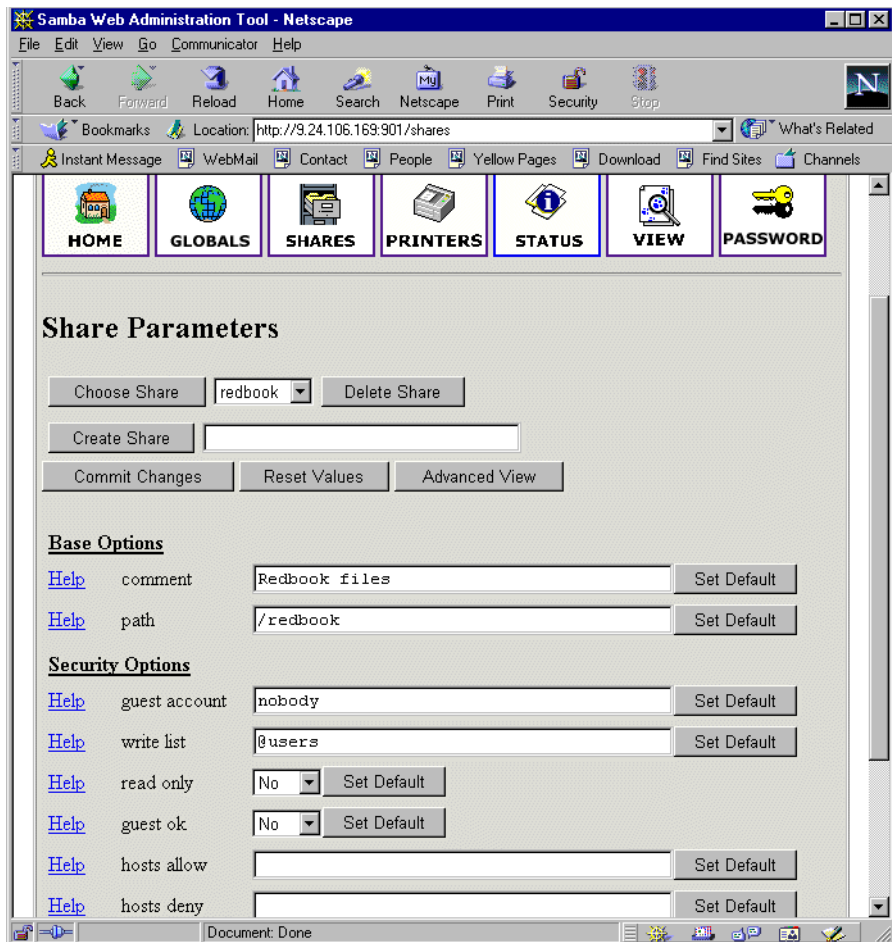 Samba Web Administration Tool - Netscape
File Edit View Go Communicator Help
Back Forward Reload Home Search Netscape Print Security Stop
My
N
Bookmarks Location: http://9.24.106.169:901/shares What's Related
Instant Message WebMail Contact People Yellow Pages Download Find Sites Channels
HOME GLOBALS SHARES PRINTERS STATUS VIEW PASSWORD
Share Parameters
Choose Share redbook Delete Share
Create Share
Commit Changes Reset Values Advanced View
Base Options
Help comment Redbook files Set Default
Help path /redbook Set Default
Security Options
Help guest account nobody Set Default
Help write list @users Set Default
Help read only No Set Default
Help guest ok No Set Default
Help hosts allow Set Default
Help hosts deny Set Default
Document: Done